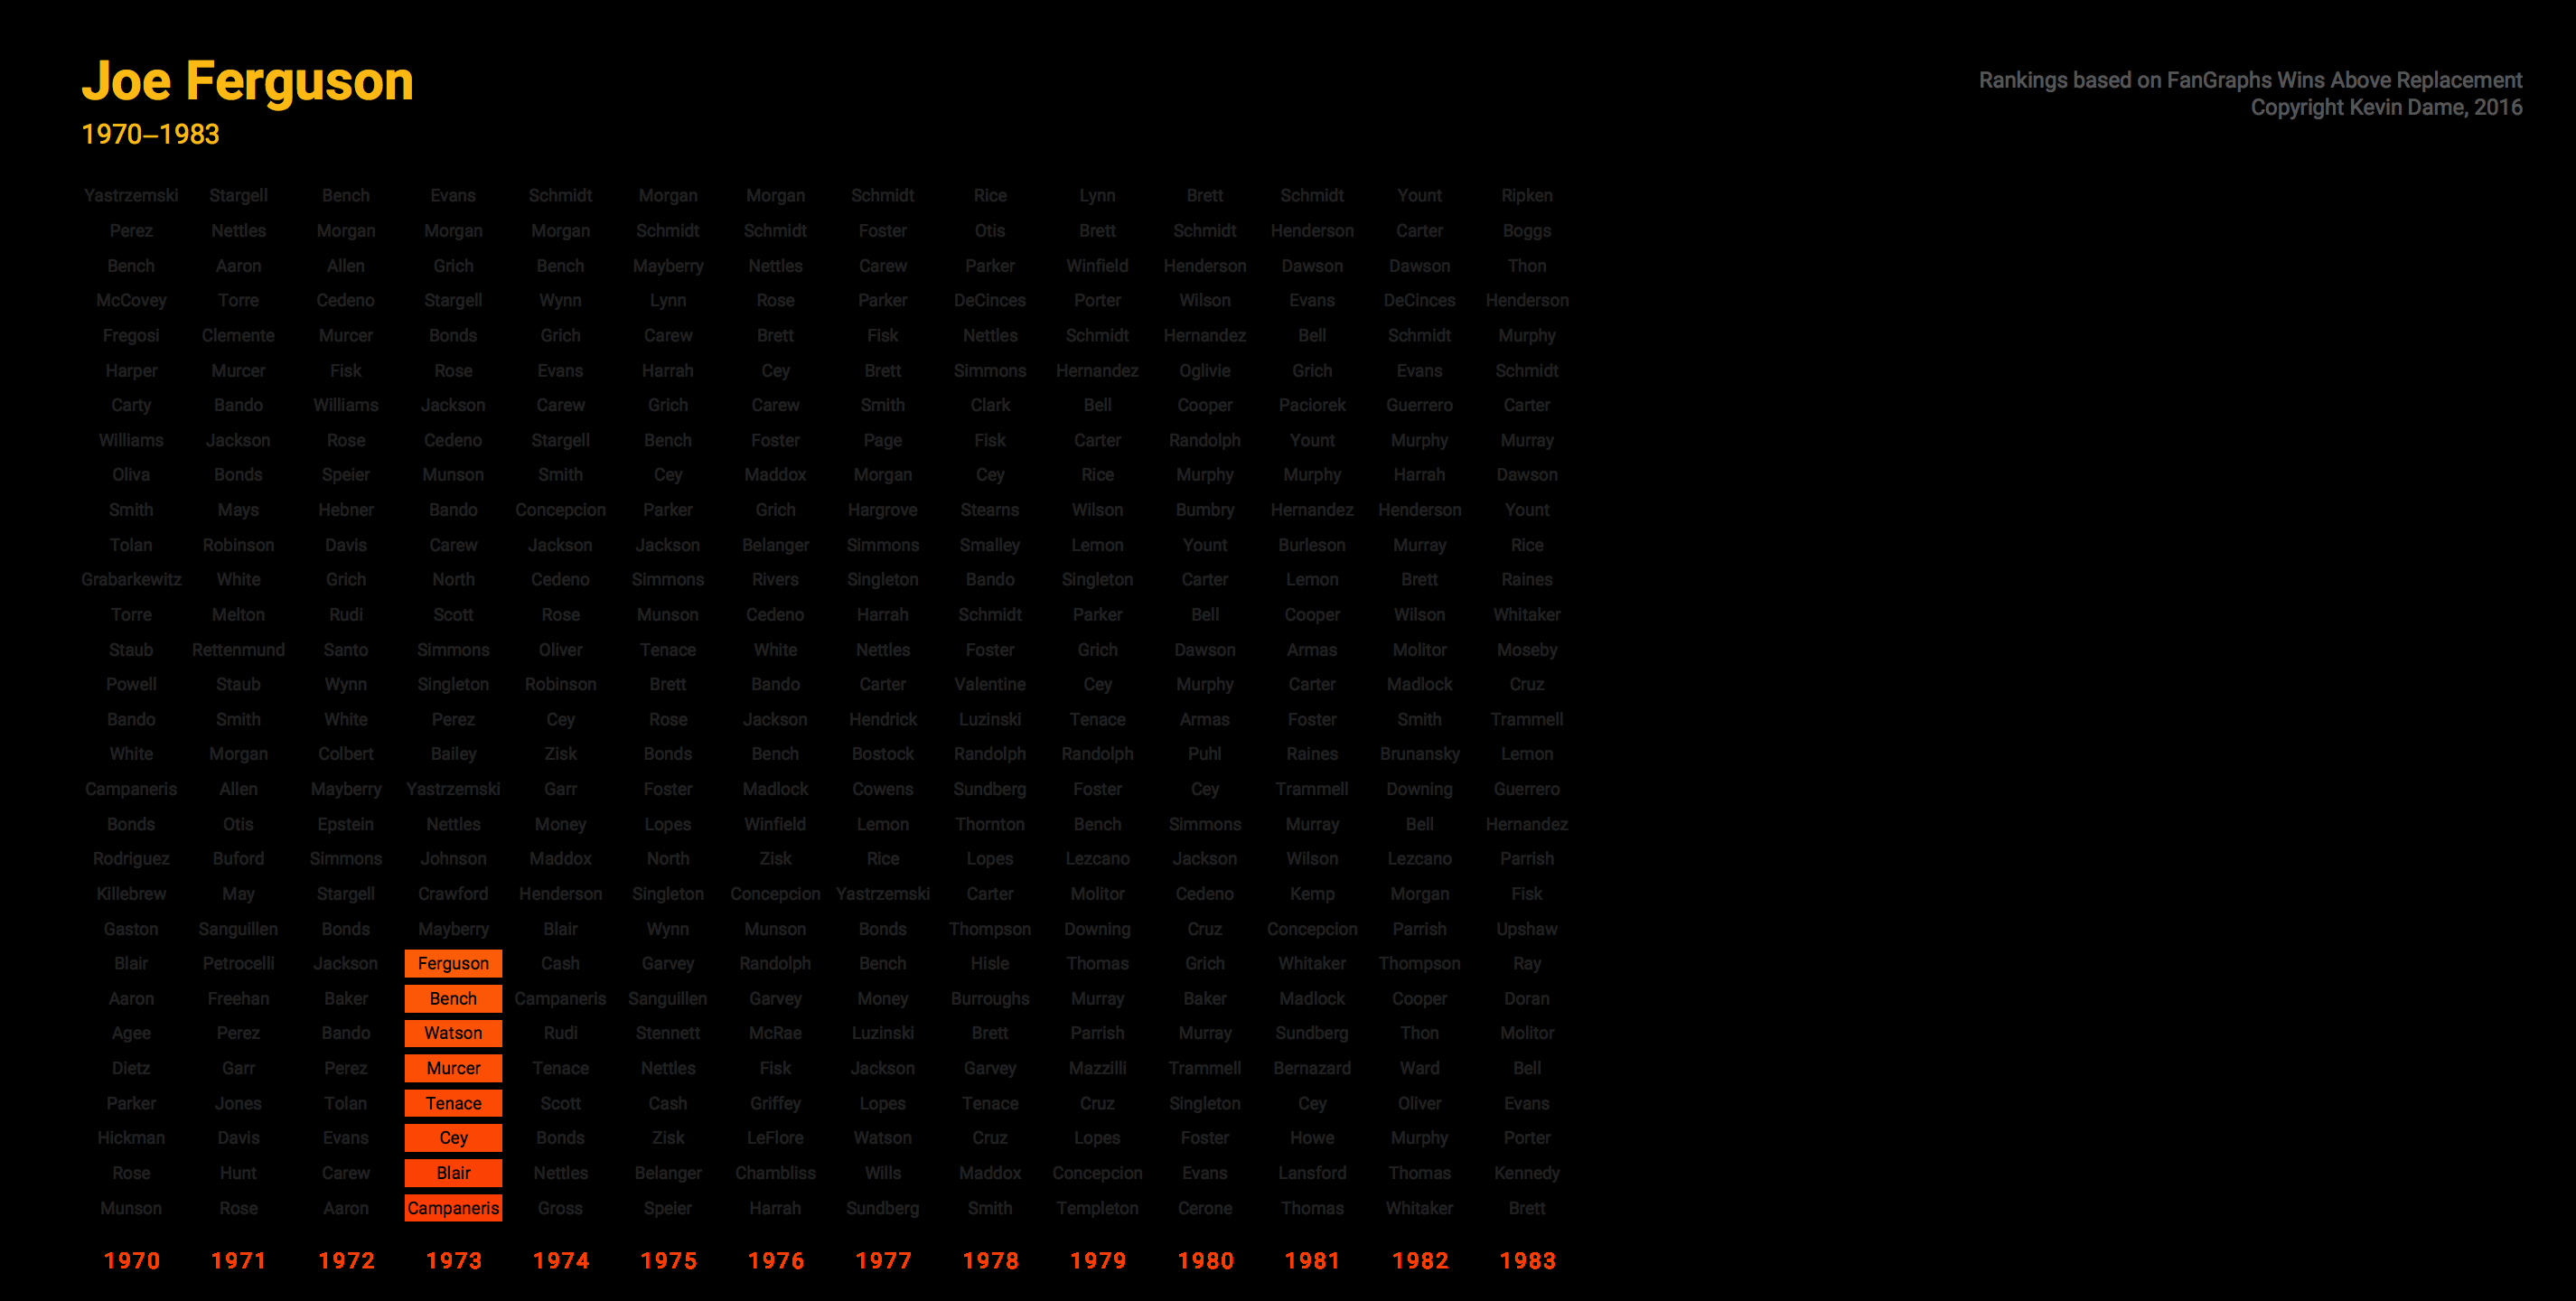 Joe Ferguson
1970–1983
Rankings based on FanGraphs Wins Above Replacement
Copyright Kevin Dame, 2016
Yastrzemski Stargell Bench Evans Schmidt Morgan Morgan Schmidt Rice Lynn Brett Schmidt Yount Ripken
Perez Nettles Morgan Morgan Morgan Schmidt Schmidt Foster Otis Brett Schmidt Henderson Carter Boggs
Bench Aaron Allen Grich Bench Mayberry Nettles Carew Parker Winfield Henderson Dawson Dawson Thon
McCovey Torre Cedeno Stargell Wynn Lynn Rose Parker DeCinces Porter Wilson Evans DeCinces Henderson
Fregosi Clemente Murcer Bonds Grich Carew Brett Fisk Nettles Schmidt Hernandez Bell Schmidt Murphy
Harper Murcer Fisk Rose Evans Harrah Cey Brett Simmons Hernandez Oglivie Grich Evans Schmidt
Carty Bando Williams Jackson Carew Grich Carew Smith Clark Bell Cooper Paciorek Guerrero Carter
Williams Jackson Rose Cedeno Stargell Bench Foster Page Fisk Carter Randolph Yount Murphy Murray
Oliva Bonds Speier Munson Smith Cey Maddox Morgan Cey Rice Murphy Murphy Harrah Dawson
Smith Mays Hebner Bando Concepcion Parker Grich Hargrove Stearns Wilson Bumbry Hernandez Henderson Yount
Tolan Robinson Davis Carew Jackson Jackson Belanger Simmons Smalley Lemon Yount Burleson Murray Rice
Grabarkewitz White Grich North Cedeno Simmons Rivers Singleton Bando Singleton Carter Lemon Brett Raines
Torre Melton Rudi Scott Rose Munson Cedeno Harrah Schmidt Parker Bell Cooper Wilson Whitaker
Staub Rettenmund Santo Simmons Oliver Tenace White Nettles Foster Grich Dawson Armas Molitor Moseby
Powell Staub Wynn Singleton Robinson Brett Bando Carter Valentine Cey Murphy Carter Madlock Cruz
Bando Smith White Perez Cey Rose Jackson Hendrick Luzinski Tenace Armas Foster Smith Trammell
White Morgan Colbert Bailey Zisk Bonds Bench Bostock Randolph Randolph Puhl Raines Brunansky Lemon
Campaneris Allen Mayberry Yastrzemski Garr Foster Madlock Cowens Sundberg Foster Cey Trammell Downing Guerrero
Bonds Otis Epstein Nettles Money Lopes Winfield Lemon Thornton Bench Simmons Murray Bell Hernandez
Rodriguez Buford Simmons Johnson Maddox North Zisk Rice Lopes Lezcano Jackson Wilson Lezcano Parrish
Killebrew May Stargell Crawford Henderson Singleton Concepcion Yastrzemski Carter Molitor Cedeno Kemp Morgan Fisk
Gaston Sanguillen Bonds Mayberry Blair Wynn Munson Bonds Thompson Downing Cruz Concepcion Parrish Upshaw
Blair Petrocelli Jackson Ferguson Cash Garvey Randolph Bench Hisle Thomas Grich Whitaker Thompson Ray
Aaron Freehan Baker Bench Campaneris Sanguillen Garvey Money Burroughs Murray Baker Madlock Cooper Doran
Agee Perez Bando Watson Rudi Stennett McRae Luzinski Brett Parrish Murray Sundberg Thon Molitor
Dietz Garr Perez Murcer Tenace Nettles Fisk Jackson Garvey Mazzilli Trammell Bernazard Ward Bell
Parker Jones Tolan Tenace Scott Cash Griffey Lopes Tenace Cruz Singleton Cey Oliver Evans
Hickman Davis Evans Cey Bonds Zisk LeFlore Watson Cruz Lopes Foster Howe Murphy Porter
Rose Hunt Carew Blair Nettles Belanger Chambliss Wills Maddox Concepcion Evans Lansford Thomas Kennedy
Munson Rose Aaron Campaneris Gross Speier Harrah Sundberg Smith Templeton Cerone Thomas Whitaker Brett
1970 1971 1972 1973 1974 1975 1976 1977 1978 1979 1980 1981 1982 1983